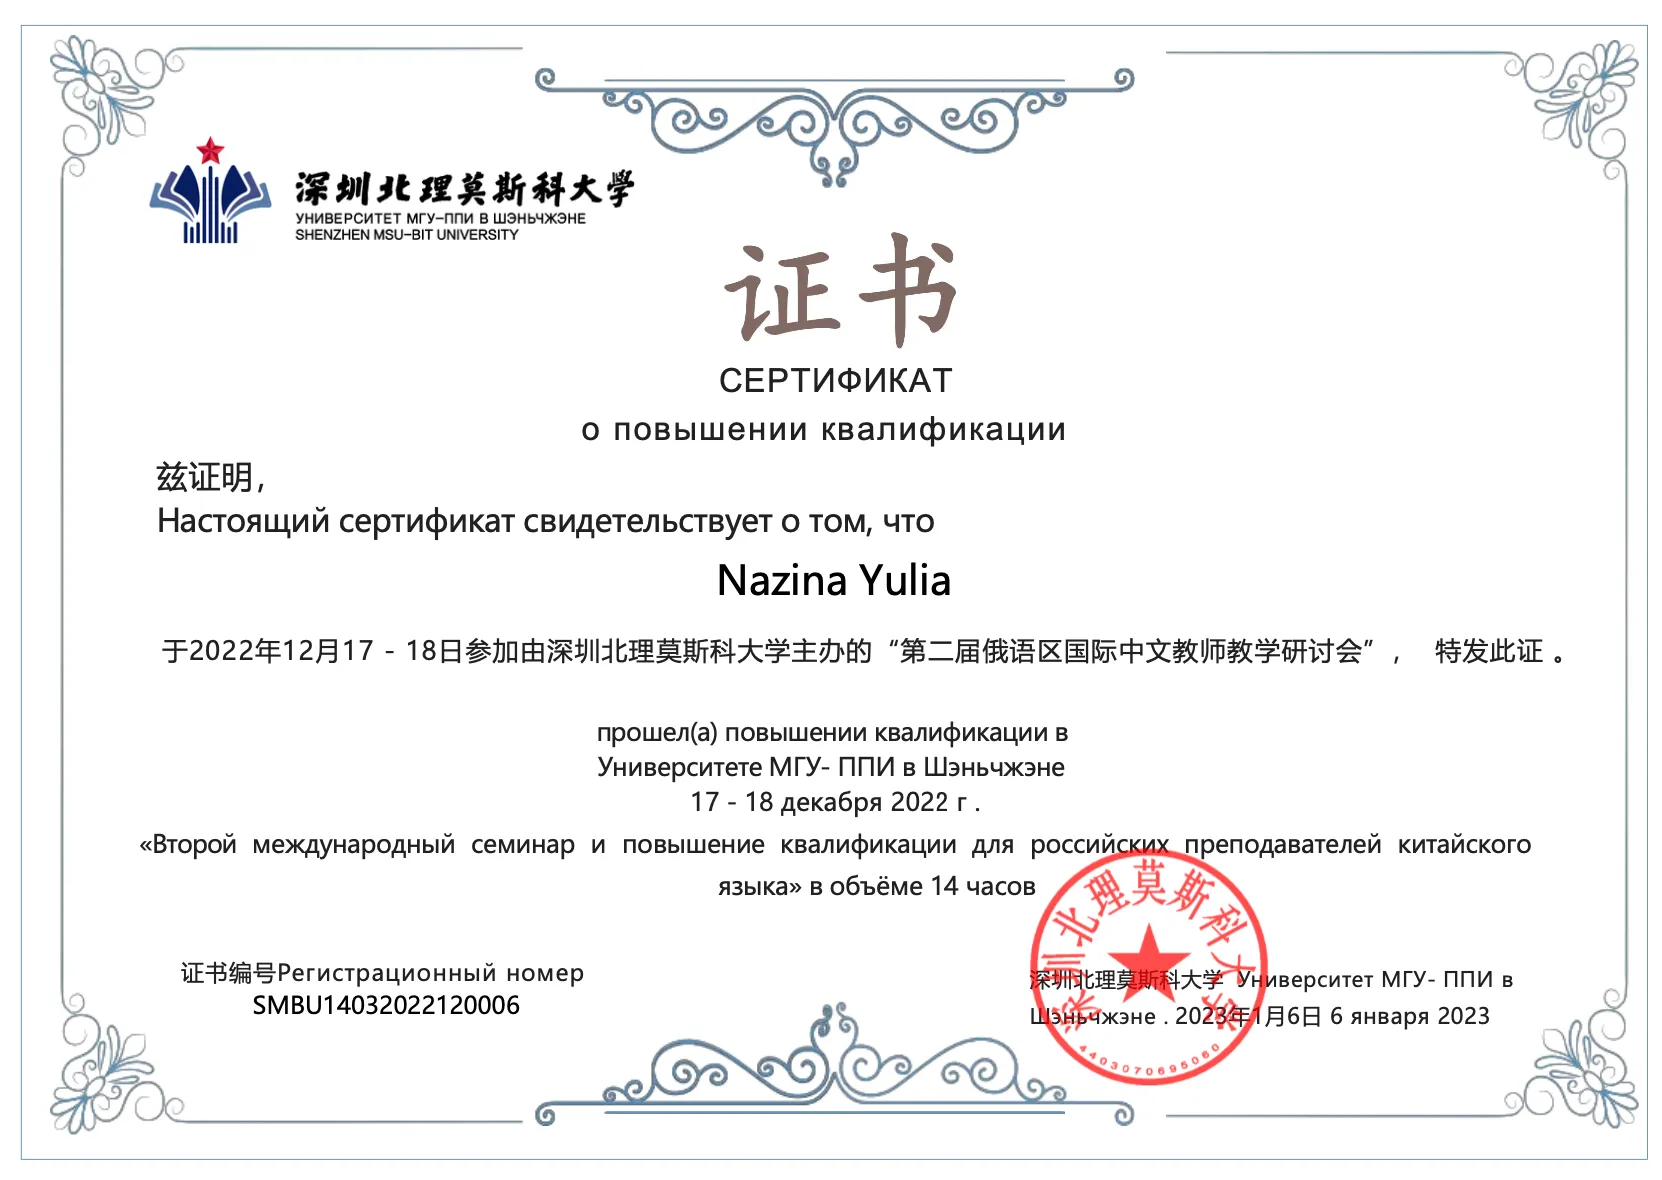 深圳北理莫斯科大學
УНИВЕРСИТЕТ МГУ-ППИ В ШЭНЬЧЖЭНЕ
SHENZHEN MSU-BIT UNIVERSITY
证书
СЕРТИФИКАТ
о повышении квалификации
兹证明，
Настоящий сертификат свидетельствует о том, что
Nazina Yulia
于2022年12月17 - 18日参加由深圳北理莫斯科大学主办的“第二届俄语区国际中文教师教学研讨会”， 特发此证 。
прошел(а) повышении квалификации в
Университете МГУ- ППИ в Шэньчжэне
17 - 18 декабря 2022 г .
«Второй международный семинар и повышение квалификации для российских преподавателей китайского
языка» в объёме 14 часов
证书编号Регистрационный номер
SMBU14032022120006
深圳北理莫斯科大学 Университет МГУ- ППИ в
Шэньчжэне . 2023年1月6日 6 января 2023
深圳北理莫斯科大学
4403070695060